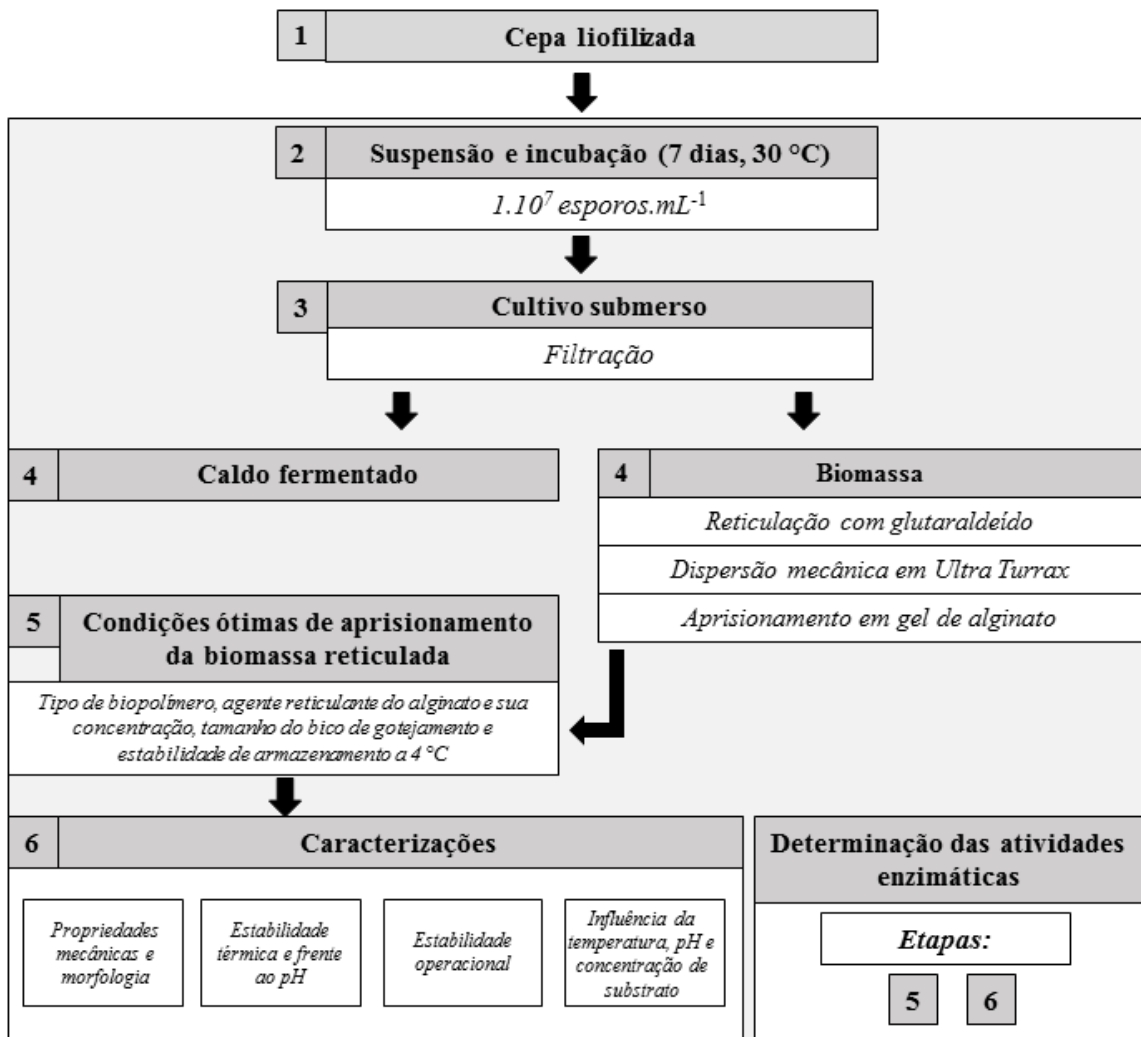 1
Cepa liofilizada
2
Suspensão e incubação (7 dias, 30 °C)
1.10⁷ esporos.mL⁻¹
3
Cultivo submerso
Filtração
4
Caldo fermentado
4
Biomassa
Reticulação com glutaraldeído
Dispersão mecânica em Ultra Turrax
Aprisionamento em gel de alginato
5
Condições ótimas de aprisionamento
da biomassa reticulada
Tipo de biopolímero, agente reticulante do alginato e sua
concentração, tamanho do bico de gotejamento e
estabilidade de armazenamento a 4 °C
6
Caracterizações
Propriedades
mecânicas e
morfologia
Estabilidade
térmica e frente
ao pH
Estabilidade
operacional
Influência da
temperatura, pH e
concentração de
substrato
Determinação das atividades
enzimáticas
Etapas:
5
6